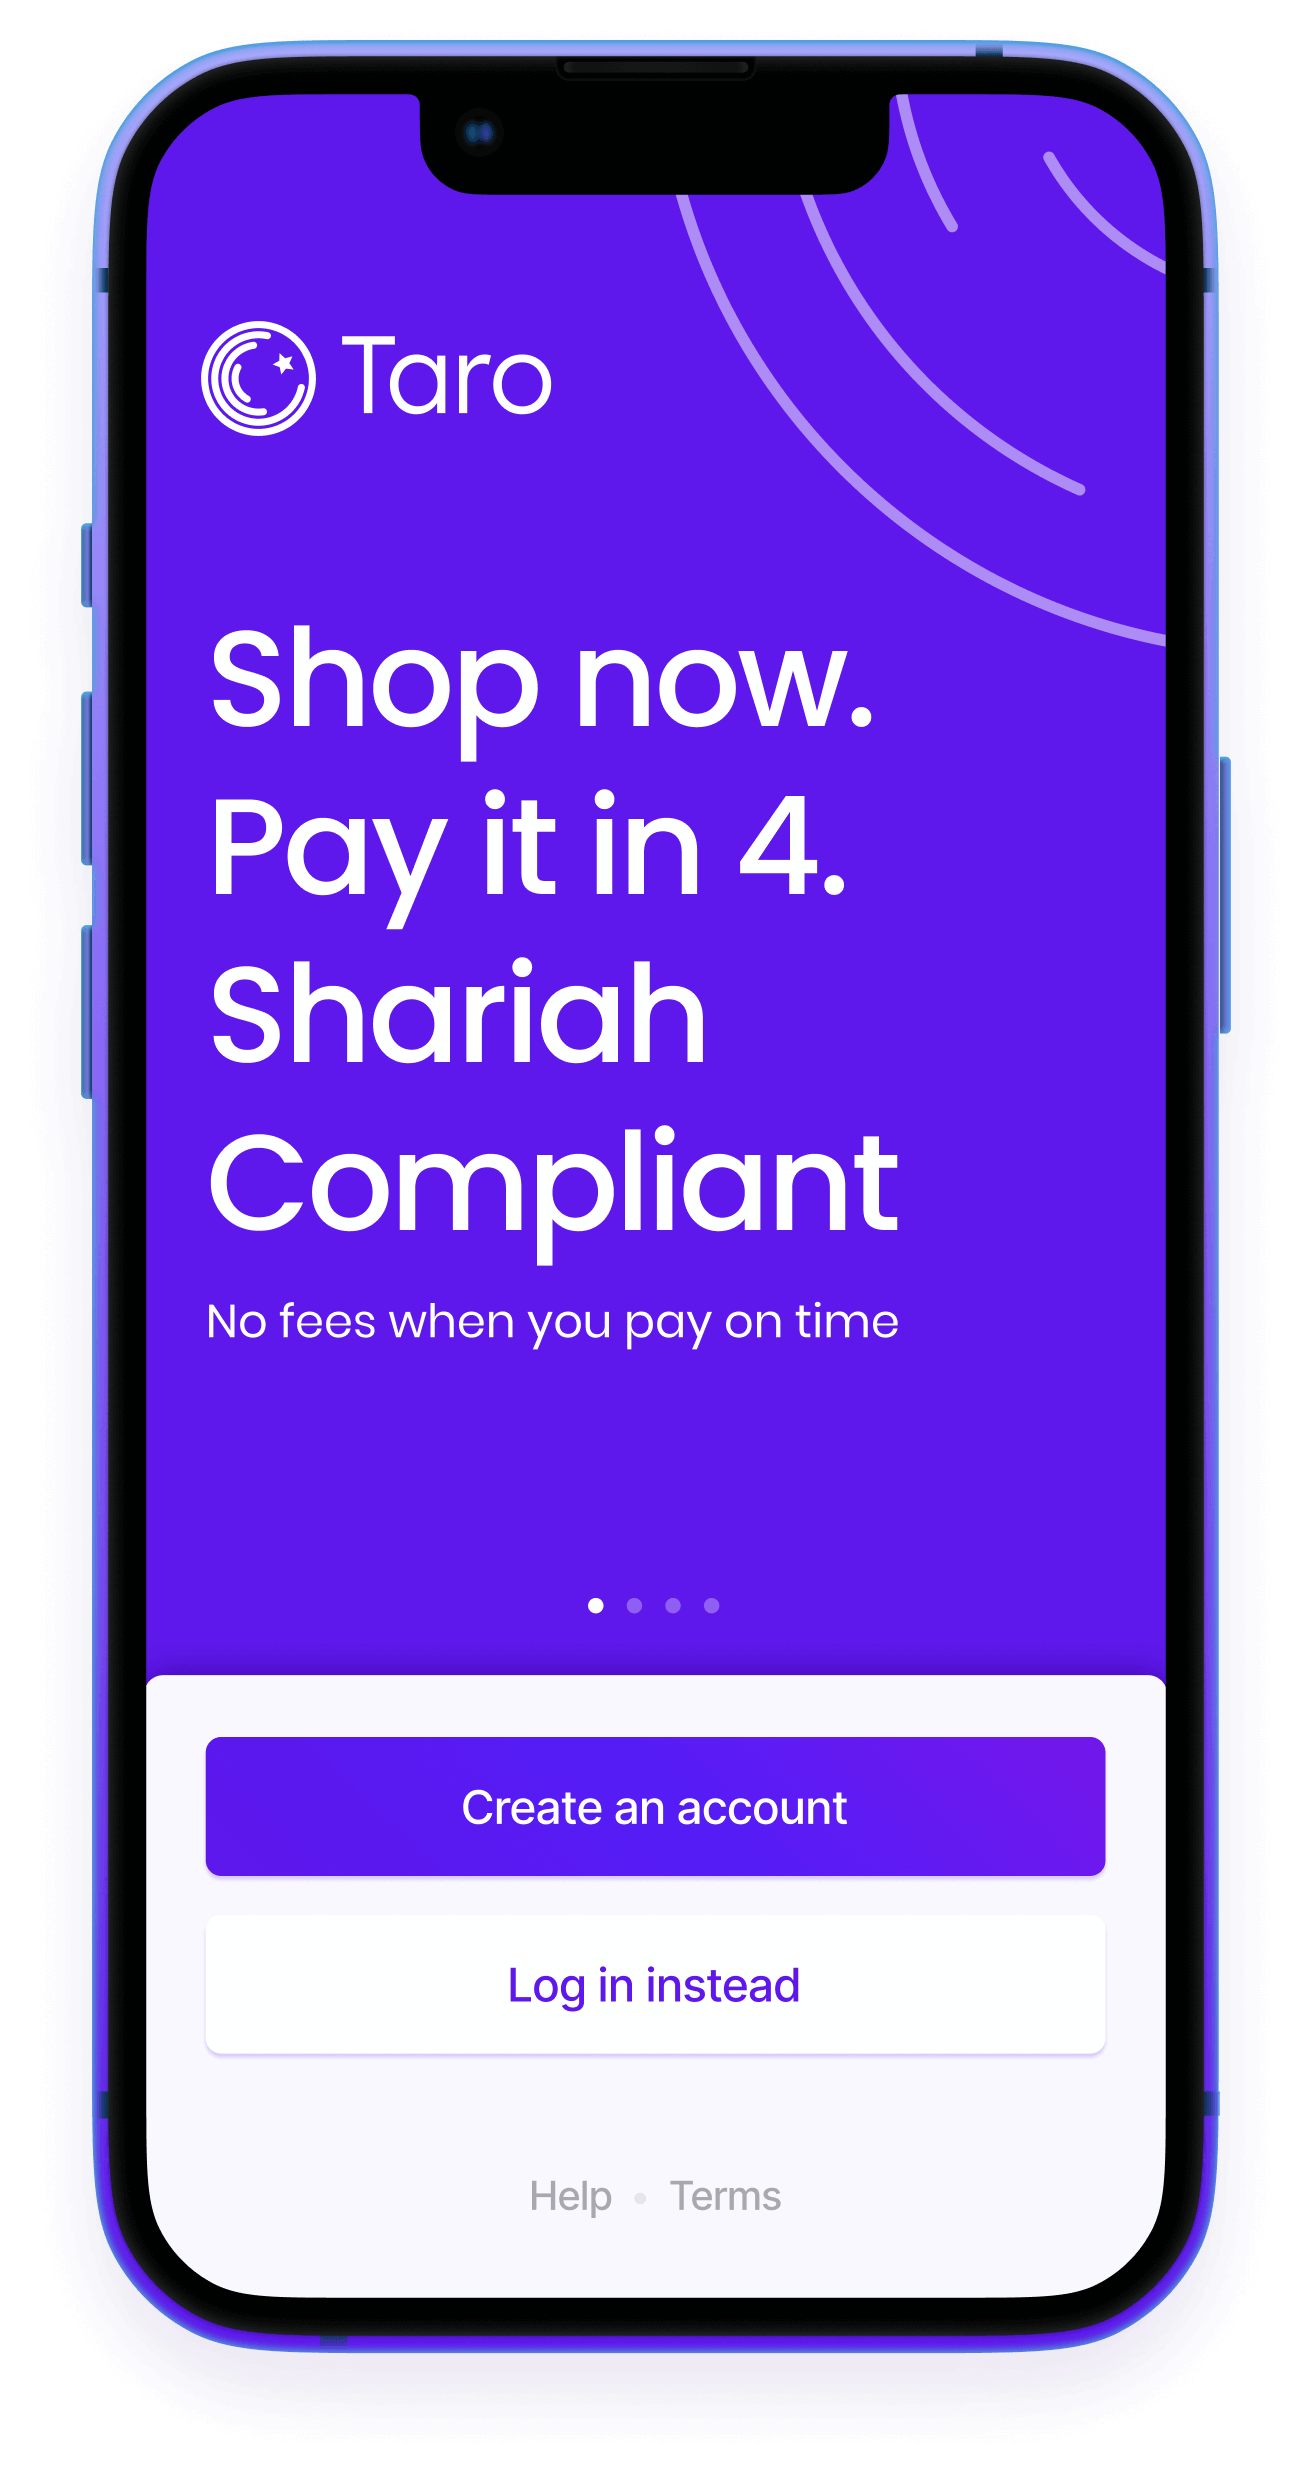 Taro
Shop now.
Pay it in 4.
Shariah
Compliant
No fees when you pay on time
Create an account
Log in instead
Help • Terms